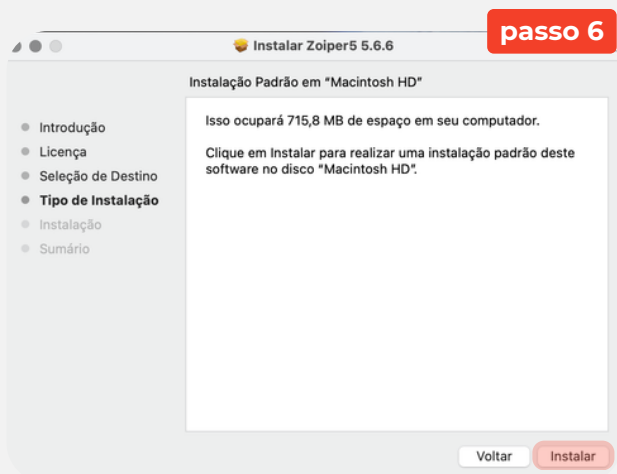 passo 6
Instalar Zoiper5 5.6.6
Instalação Padrão em “Macintosh HD”
Introdução
Licença
Seleção de Destino
Tipo de Instalação
Instalação
Sumário
Isso ocupará 715,8 MB de espaço em seu computador.
Clique em Instalar para realizar uma instalação padrão deste
software no disco “Macintosh HD”.
Voltar
Instalar